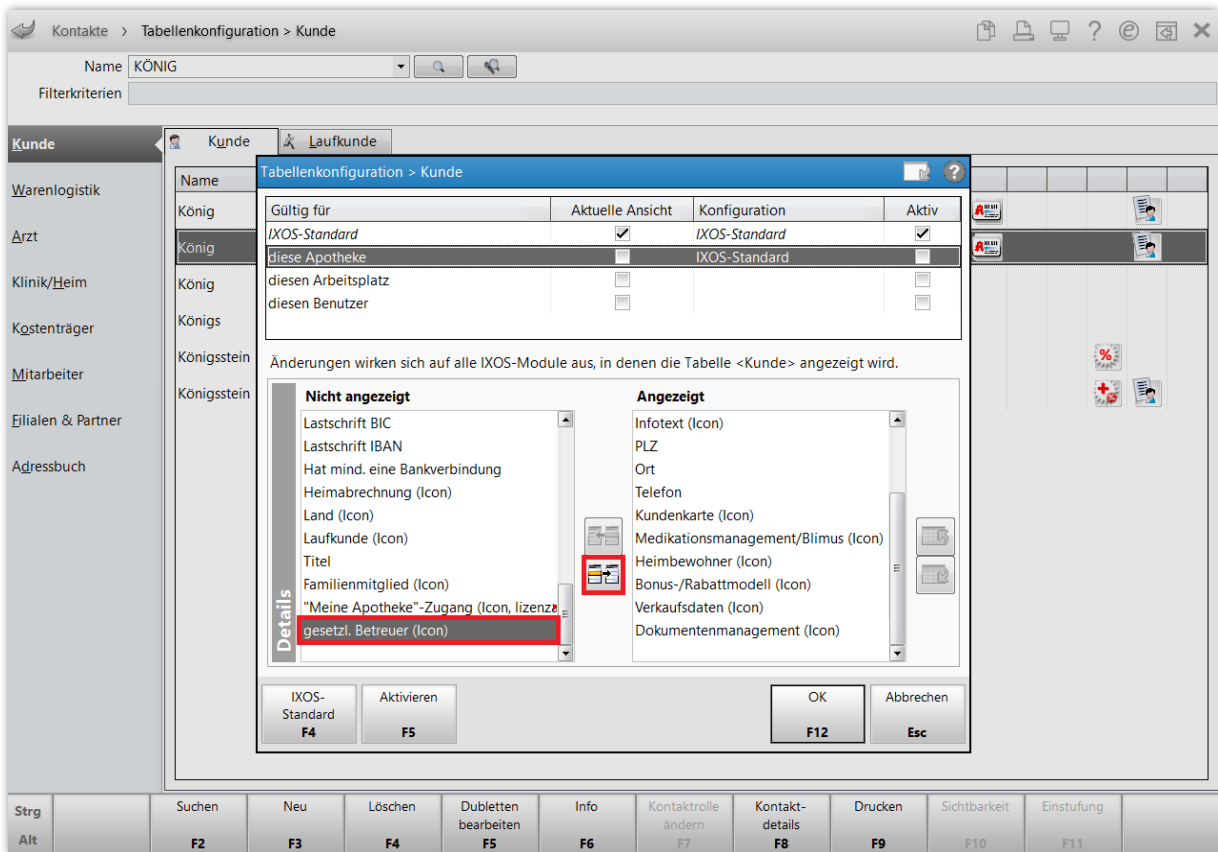 Kontakte > Tabellenkonfiguration > Kunde
Name KÖNIG
Filterkriterien
Kunde
Warenlogistik
Arzt
Klinik/Heim
Kostenträger
Mitarbeiter
Filialen & Partner
Adressbuch
Kunde Laufkunde
Name
König
König
König
Königs
Königsstein
Königsstein
Tabellenkonfiguration > Kunde
Gültig für Aktuelle Ansicht Konfiguration Aktiv
IXOS-Standard IXOS-Standard
diese Apotheke IXOS-Standard
diesen Arbeitsplatz
diesen Benutzer
Änderungen wirken sich auf alle IXOS-Module aus, in denen die Tabelle <Kunde> angezeigt wird.
Details
Nicht angezeigt
Lastschrift BIC
Lastschrift IBAN
Hat mind. eine Bankverbindung
Heimabrechnung (Icon)
Land (Icon)
Laufkunde (Icon)
Titel
Familienmitglied (Icon)
"Meine Apotheke"-Zugang (Icon, lizenz
gesetzl. Betreuer (Icon)
Angezeigt
Infotext (Icon)
PLZ
Ort
Telefon
Kundenkarte (Icon)
Medikationsmanagement/Blimus (Icon)
Heimbewohner (Icon)
Bonus-/Rabattmodell (Icon)
Verkaufsdaten (Icon)
Dokumentenmanagement (Icon)
IXOS-
Standard
F4
Aktivieren
F5
OK
F12
Abbrechen
Esc
Strg
Alt
Suchen
F2
Neu
F3
Löschen
F4
Dubletten
bearbeiten
F5
Info
F6
Kontaktrolle
ändern
F7
Kontakt-
details
F8
Drucken
F9
Sichtbarkeit
F10
Einstufung
F11